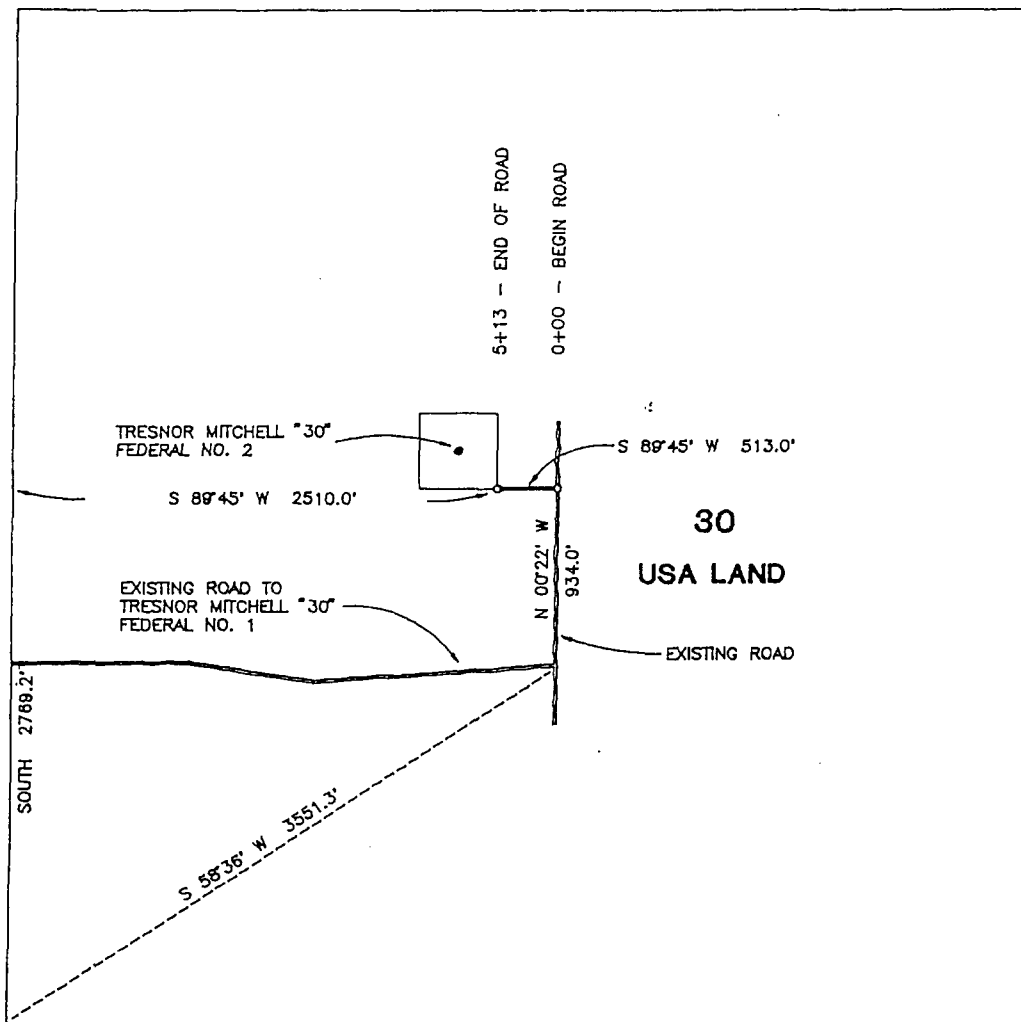 5+13 - END OF ROAD
0+00 - BEGIN ROAD
TRESNOR MITCHELL "30"
FEDERAL NO. 2
S 89°45' W 513.0'
S 89°45' W 2510.0'
30
USA LAND
N 00°22' W
934.0'
EXISTING ROAD TO
TRESNOR MITCHELL "30"
FEDERAL NO. 1
EXISTING ROAD
SOUTH 2789.2'
S 58°36' W 3551.3'